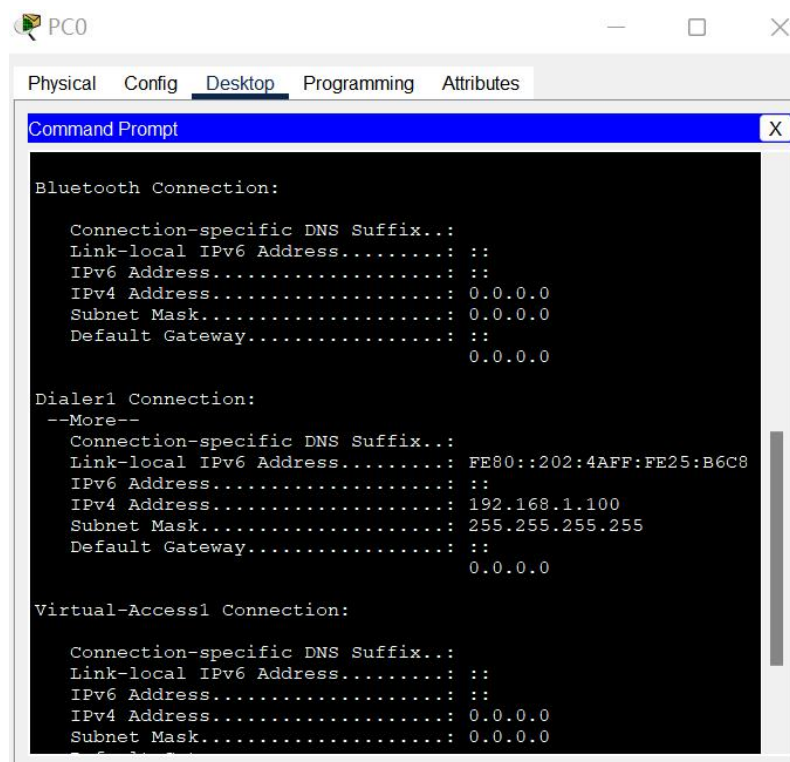 PC0
Physical Config Desktop Programming Attributes
Command Prompt X
Bluetooth Connection:
Connection-specific DNS Suffix..:
Link-local IPv6 Address.........: ::
IPv6 Address....................: ::
IPv4 Address....................: 0.0.0.0
Subnet Mask.....................: 0.0.0.0
Default Gateway.................: ::
0.0.0.0
Dialer1 Connection:
--More--
Connection-specific DNS Suffix..:
Link-local IPv6 Address.........: FE80::202:4AFF:FE25:B6C8
IPv6 Address....................: ::
IPv4 Address....................: 192.168.1.100
Subnet Mask.....................: 255.255.255.255
Default Gateway.................: ::
0.0.0.0
Virtual-Access1 Connection:
Connection-specific DNS Suffix..:
Link-local IPv6 Address.........: ::
IPv6 Address....................: ::
IPv4 Address....................: 0.0.0.0
Subnet Mask.....................: 0.0.0.0